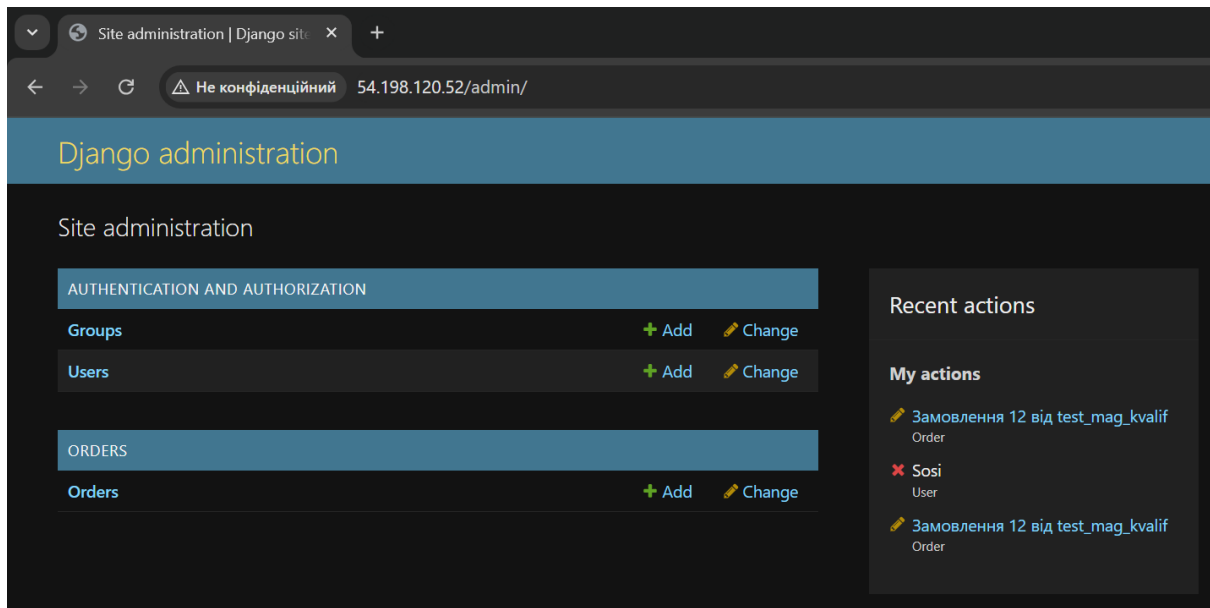 Site administration | Django site
Не конфіденційний 54.198.120.52/admin/
Django administration
Site administration
AUTHENTICATION AND AUTHORIZATION
Groups Add Change
Users Add Change
ORDERS
Orders Add Change
Recent actions
My actions
Замовлення 12 від test_mag_kvalif
Order
Sosi
User
Замовлення 12 від test_mag_kvalif
Order